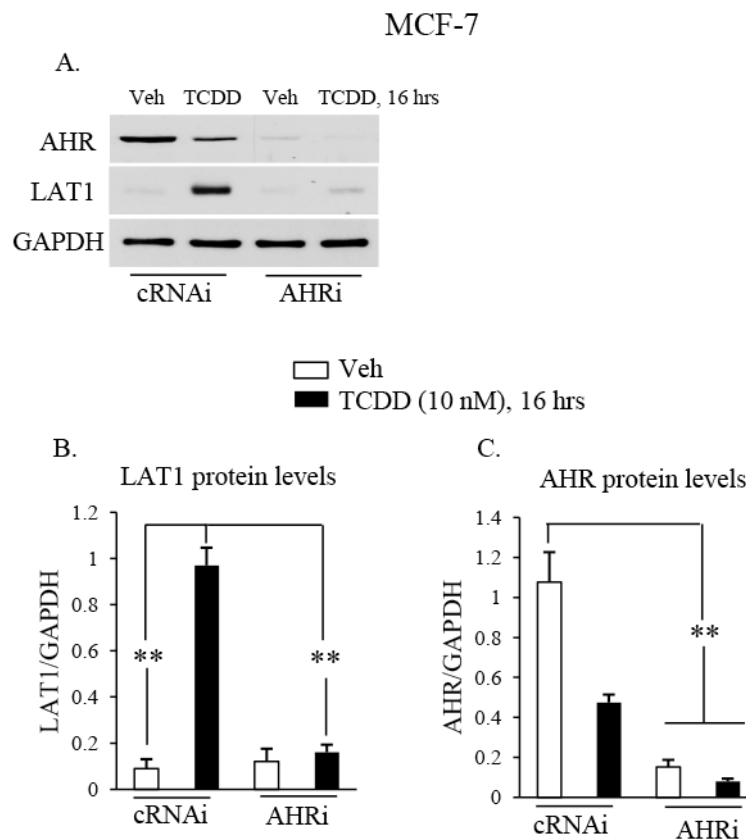 MCF-7
A.
Veh TCDD Veh TCDD, 16 hrs
AHR
LAT1
GAPDH
cRNAi AHRi
Veh
TCDD (10 nM), 16 hrs
B.
LAT1 protein levels
LAT1/GAPDH
1.2
1
0.8
0.6
0.4
0.2
0
** **
cRNAi AHRi
C.
AHR protein levels
AHR/GAPDH
1.4
1.2
1
0.8
0.6
0.4
0.2
0
**
cRNAi AHRi